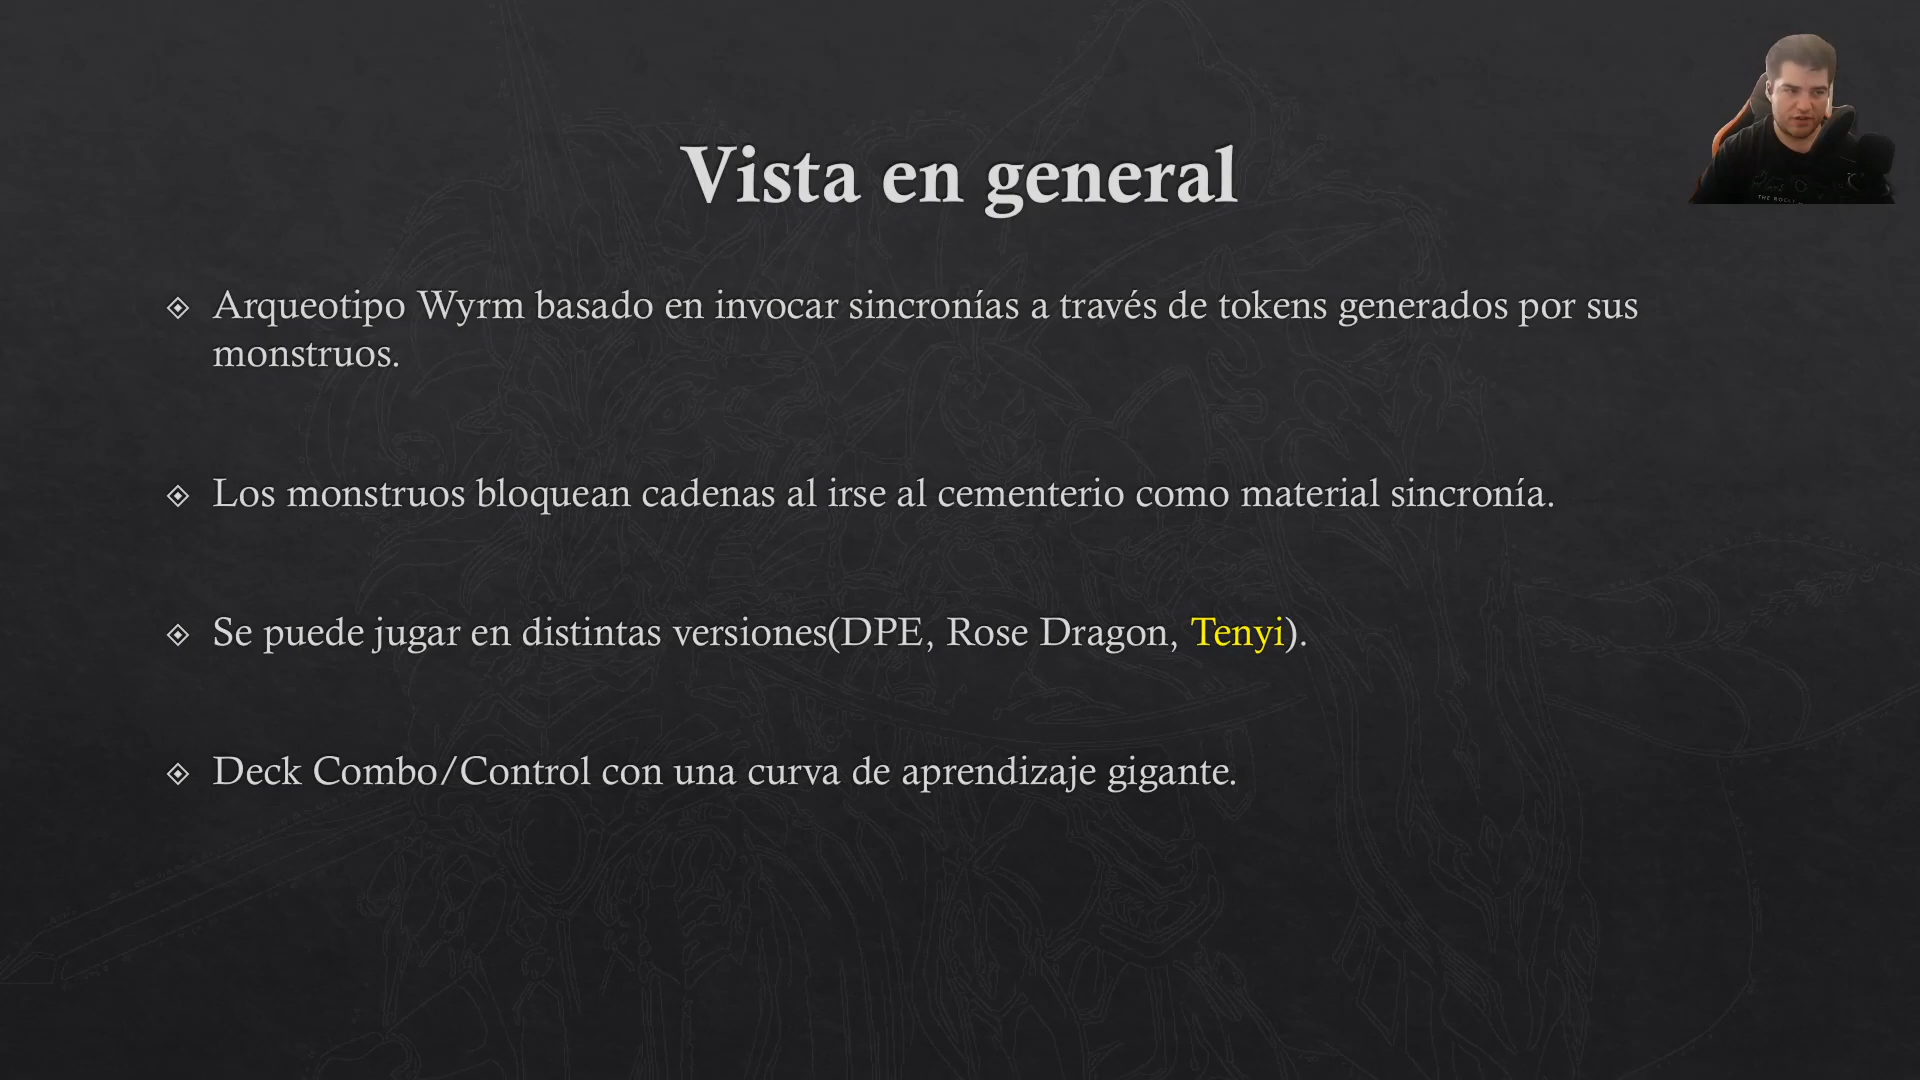 Vista en general
Arqueotipo Wyrm basado en invocar sincronías a través de tokens generados por sus
monstruos.
Los monstruos bloquean cadenas al irse al cementerio como material sincronía.
Se puede jugar en distintas versiones(DPE, Rose Dragon, Tenyi).
Deck Combo/Control con una curva de aprendizaje gigante.